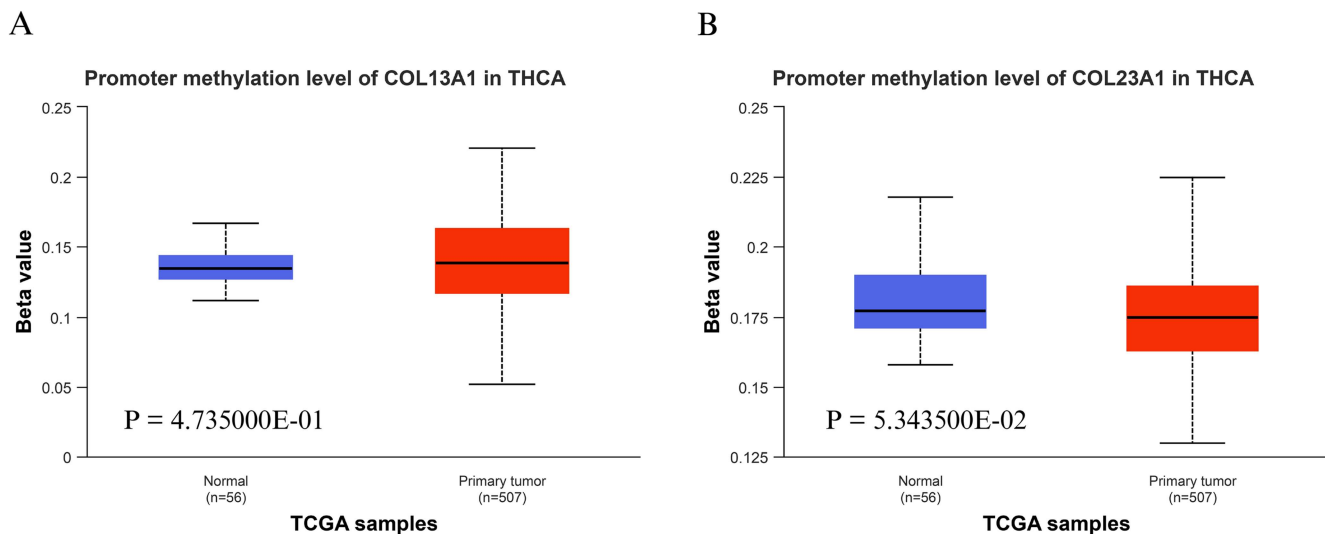 A
Promoter methylation level of COL13A1 in THCA
0.25
0.2
0.15
0.1
0.05
0
Beta value
P = 4.735000E-01
Normal
(n=56)
Primary tumor
(n=507)
TCGA samples
B
Promoter methylation level of COL23A1 in THCA
0.25
0.225
0.2
0.175
0.15
0.125
Beta value
P = 5.343500E-02
Normal
(n=56)
Primary tumor
(n=507)
TCGA samples